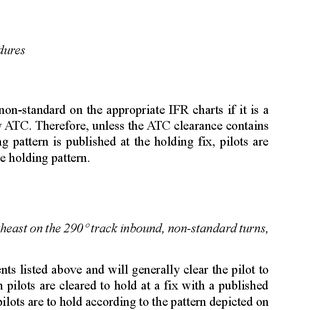 dures
non-standard on the appropriate IFR charts if it is a
ATC. Therefore, unless the ATC clearance contains
g pattern is published at the holding fix, pilots are
e holding pattern.
heast on the 290° track inbound, non-standard turns,
nts listed above and will generally clear the pilot to
pilots are cleared to hold at a fix with a published
pilots are to hold according to the pattern depicted on